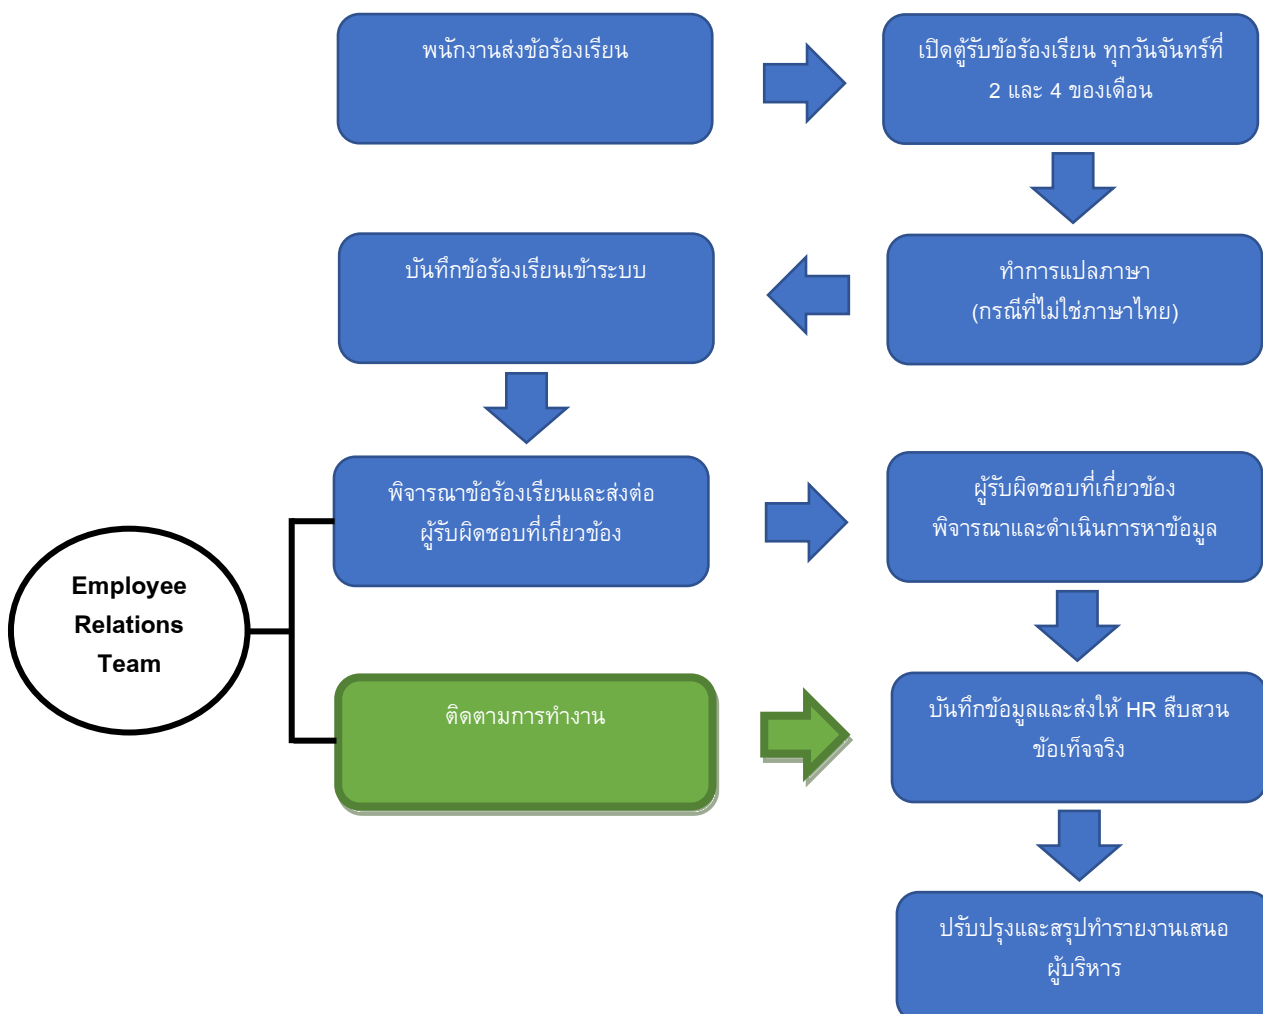 พนักงานส่งข้อร้องเรียน
เปิดตู้รับข้อร้องเรียน ทุกวันจันทร์ที่
2 และ 4 ของเดือน
ทำการแปลภาษา
(กรณีที่ไม่ใช่ภาษาไทย)
บันทึกข้อร้องเรียนเข้าระบบ
พิจารณาข้อร้องเรียนและส่งต่อ
ผู้รับผิดชอบที่เกี่ยวข้อง
ผู้รับผิดชอบที่เกี่ยวข้อง
พิจารณาและดำเนินการหาข้อมูล
Employee
Relations
Team
ติดตามการทำงาน
บันทึกข้อมูลและส่งให้ HR สืบสวน
ข้อเท็จจริง
ปรับปรุงและสรุปทำรายงานเสนอ
ผู้บริหาร